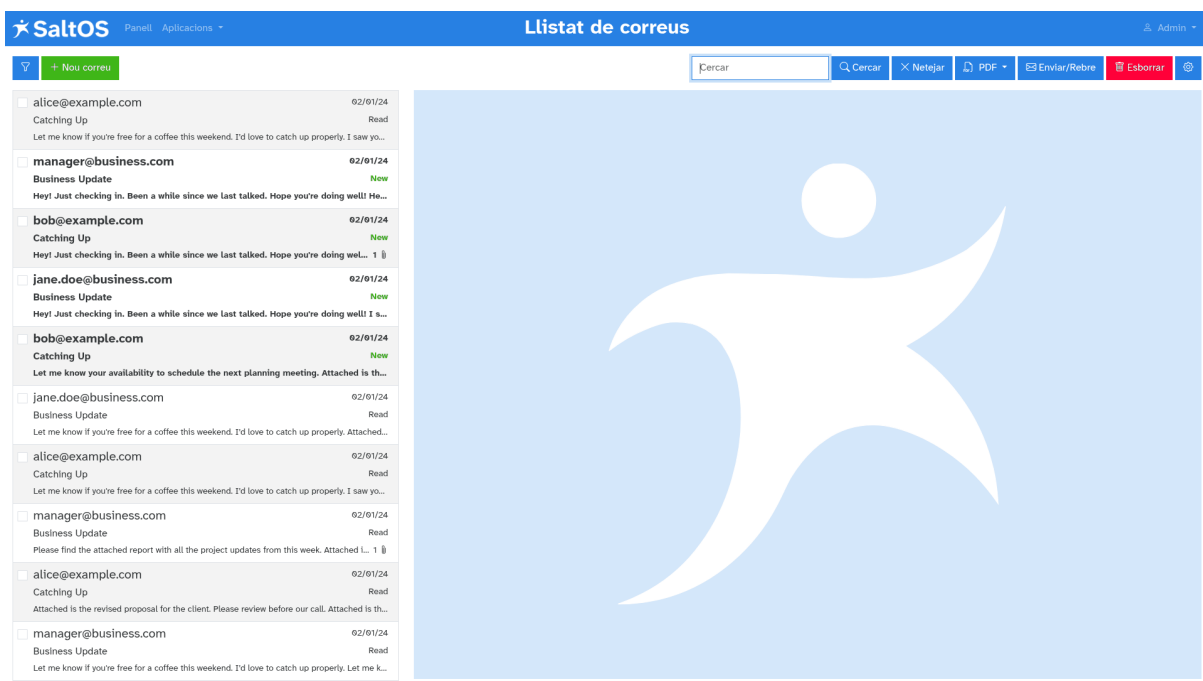 SaltOS Panell Aplicacions Llistat de correus Admin
+ Nou correu Cercar Cercar Netejar PDF Enviar/Rebre Esborrar
alice@example.com 02/01/24
Catching Up Read
Let me know if you're free for a coffee this weekend. I'd love to catch up properly. I saw yo...
manager@business.com 02/01/24
Business Update New
Hey! Just checking in. Been a while since we last talked. Hope you're doing well! He...
bob@example.com 02/01/24
Catching Up New
Hey! Just checking in. Been a while since we last talked. Hope you're doing wel... 1
jane.doe@business.com 02/01/24
Business Update New
Hey! Just checking in. Been a while since we last talked. Hope you're doing well! I s...
bob@example.com 02/01/24
Catching Up New
Let me know your availability to schedule the next planning meeting. Attached is th...
jane.doe@business.com 02/01/24
Business Update Read
Let me know if you're free for a coffee this weekend. I'd love to catch up properly. Attached...
alice@example.com 02/01/24
Catching Up Read
Let me know if you're free for a coffee this weekend. I'd love to catch up properly. I saw yo...
manager@business.com 02/01/24
Business Update Read
Please find the attached report with all the project updates from this week. Attached i... 1
alice@example.com 02/01/24
Catching Up Read
Attached is the revised proposal for the client. Please review before our call. Attached is th...
manager@business.com 02/01/24
Business Update Read
Let me know if you're free for a coffee this weekend. I'd love to catch up properly. Let me k...